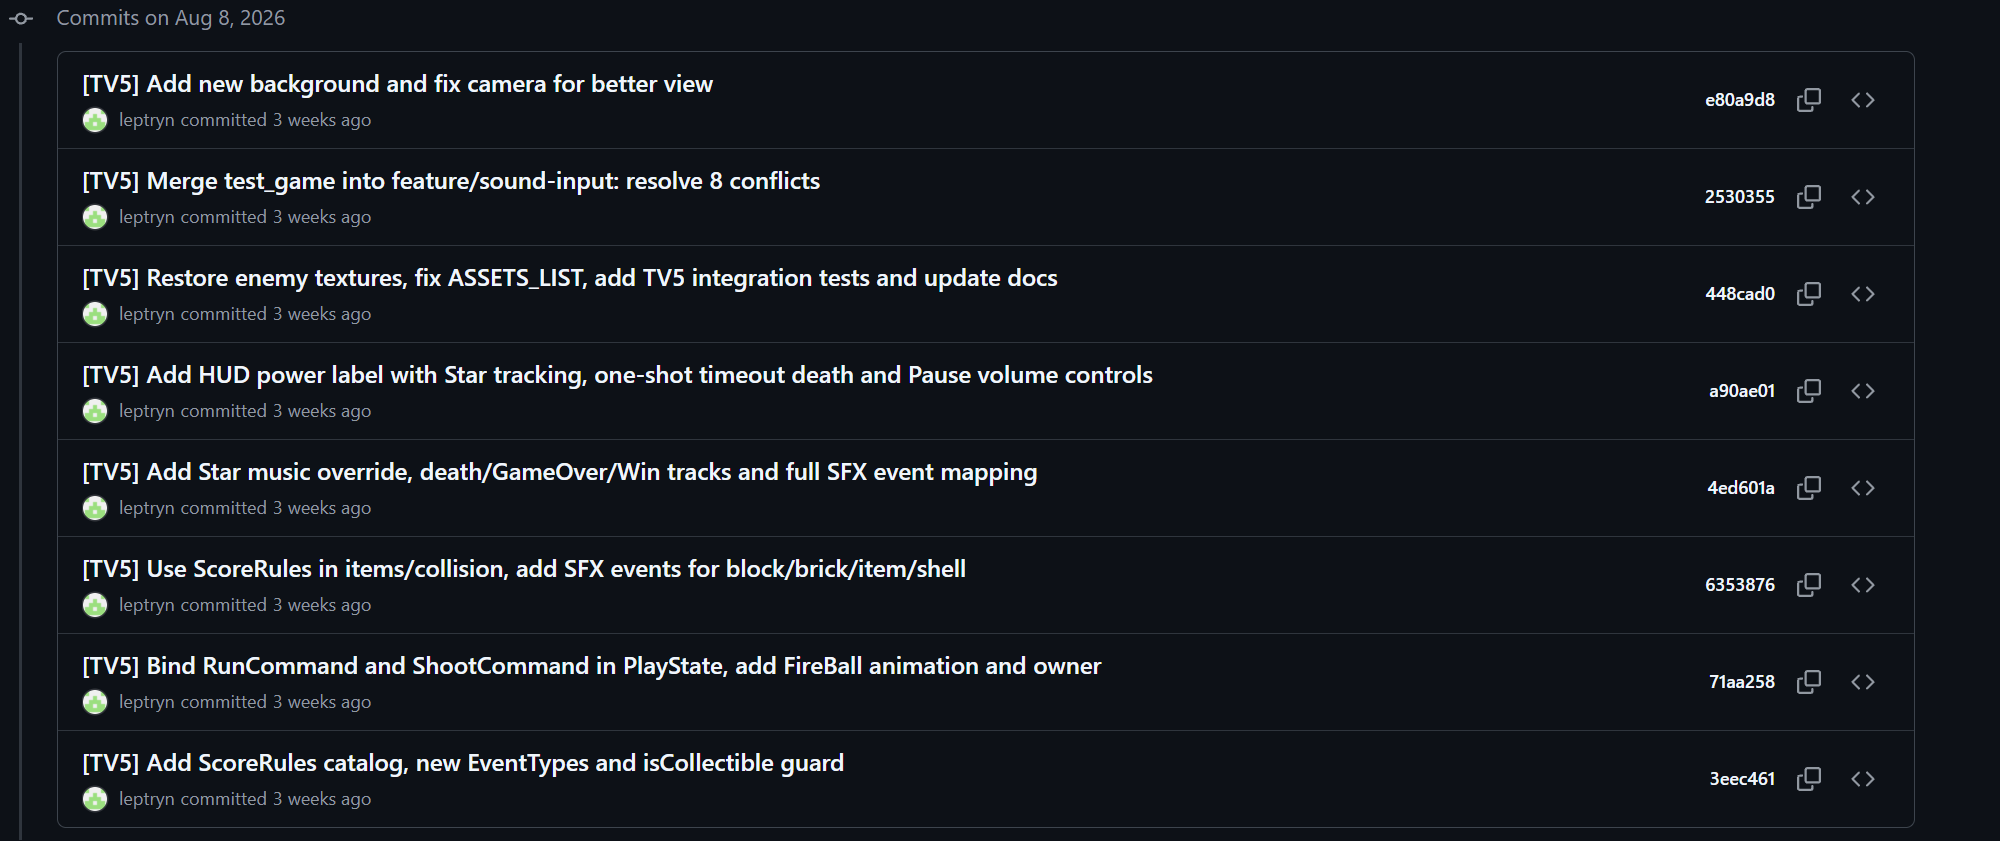 Commits on Aug 8, 2026
[TV5] Add new background and fix camera for better view
leptryn committed 3 weeks ago
e80a9d8
[TV5] Merge test_game into feature/sound-input: resolve 8 conflicts
leptryn committed 3 weeks ago
2530355
[TV5] Restore enemy textures, fix ASSETS_LIST, add TV5 integration tests and update docs
leptryn committed 3 weeks ago
448cad0
[TV5] Add HUD power label with Star tracking, one-shot timeout death and Pause volume controls
leptryn committed 3 weeks ago
a90ae01
[TV5] Add Star music override, death/GameOver/Win tracks and full SFX event mapping
leptryn committed 3 weeks ago
4ed601a
[TV5] Use ScoreRules in items/collision, add SFX events for block/brick/item/shell
leptryn committed 3 weeks ago
6353876
[TV5] Bind RunCommand and ShootCommand in PlayState, add FireBall animation and owner
leptryn committed 3 weeks ago
71aa258
[TV5] Add ScoreRules catalog, new EventTypes and isCollectible guard
leptryn committed 3 weeks ago
3eec461